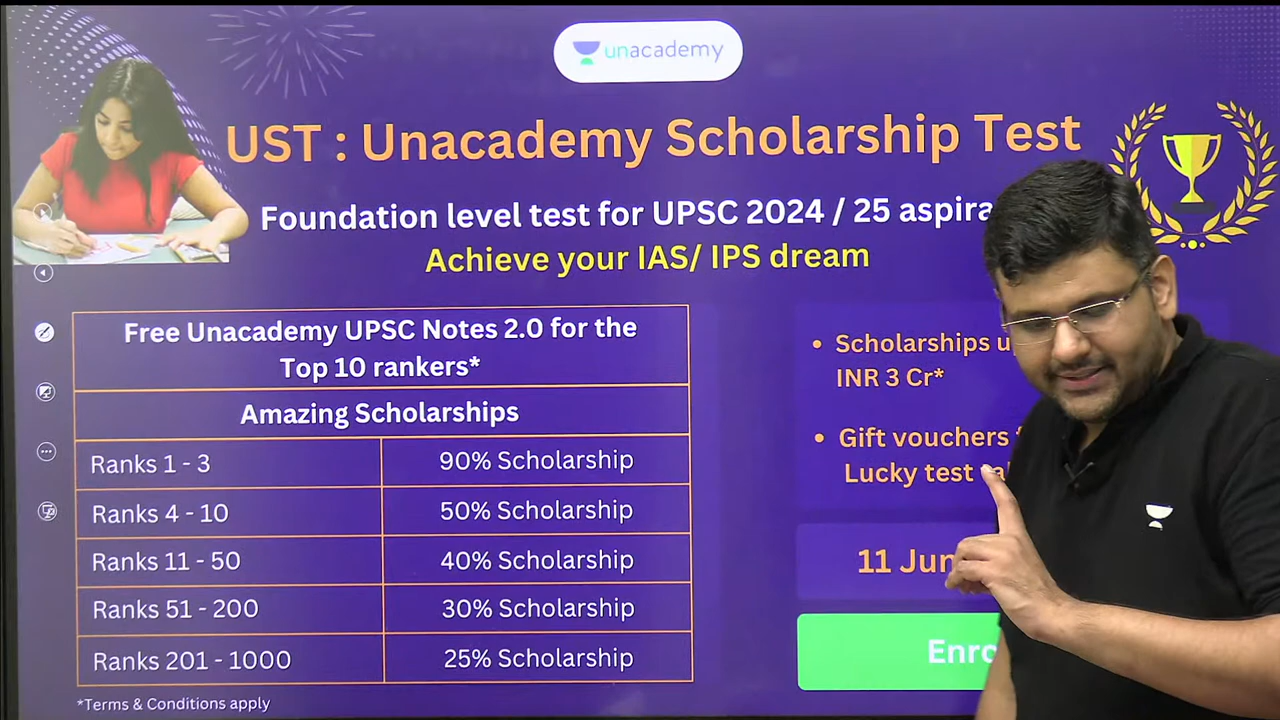 unacademy
UST : Unacademy Scholarship Test
Foundation level test for UPSC 2024 / 25
Achieve your IAS/ IPS dream
Free Unacademy UPSC Notes 2.0 for the
Top 10 rankers*
Amazing Scholarships
Ranks 1 - 3 90% Scholarship
Ranks 4 - 10 50% Scholarship
Ranks 11 - 50 40% Scholarship
Ranks 51 - 200 30% Scholarship
Ranks 201 - 1000 25% Scholarship
*Terms & Conditions apply
• Scholarships
INR 3 Cr*
• Gift vouchers
Lucky test
11